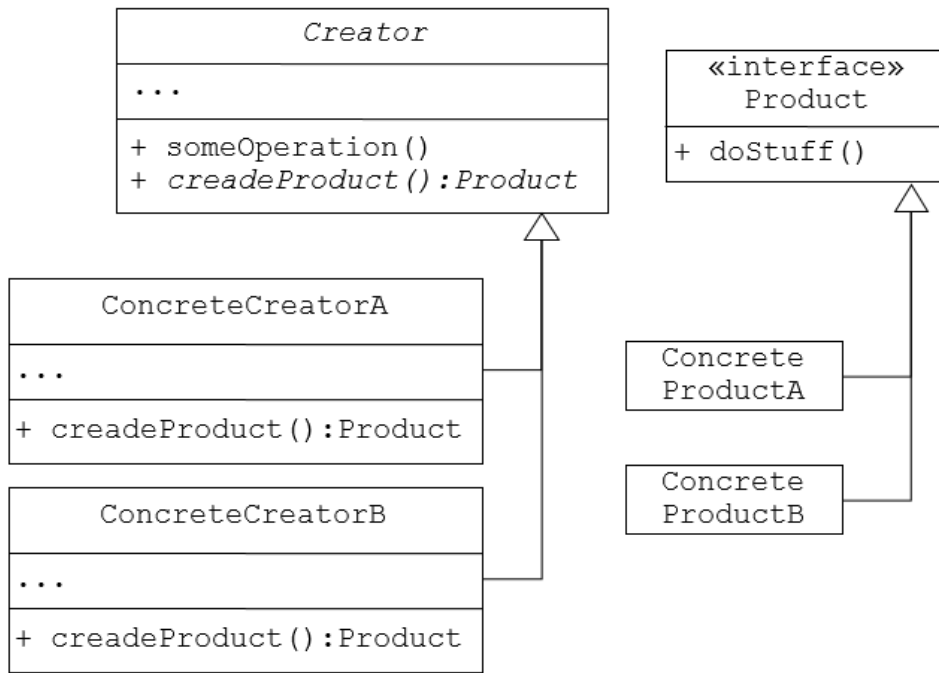 Creator
...
+ someOperation()
+ creadeProduct():Product
«interface»
Product
+ doStuff()
ConcreteCreatorA
...
+ creadeProduct():Product
ConcreteCreatorB
...
+ creadeProduct():Product
Concrete
ProductA
Concrete
ProductB